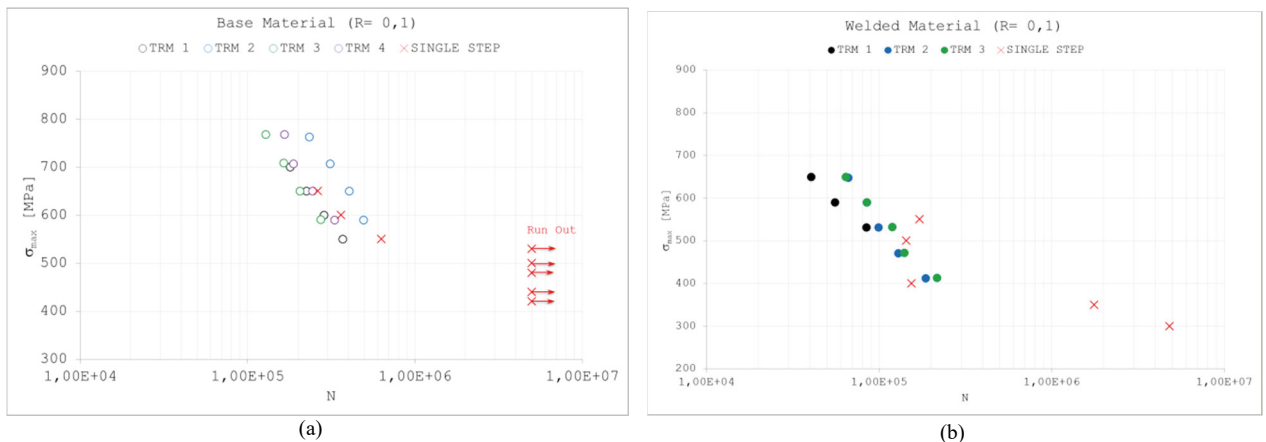 Base Material (R= 0,1)
TRM 1 TRM 2 TRM 3 TRM 4 SINGLE STEP
900
800
700
600
500
400
300
σmax [MPa]
Run Out
1,00E+04 1,00E+05 1,00E+06 1,00E+07
N
(a)
Welded Material (R= 0,1)
TRM 1 TRM 2 TRM 3 SINGLE STEP
900
800
700
600
500
400
300
200
σmax [MPa]
1,00E+04 1,00E+05 1,00E+06 1,00E+07
N
(b)